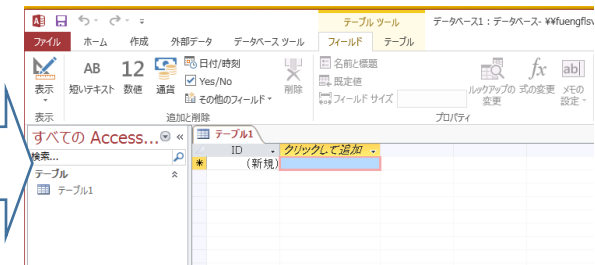 テーブル ツール
データベース1 : データベース- ¥¥fuengflsv
ファイル ホーム 作成 外部データ データベース ツール フィールド テーブル
表示
AB 短いテキスト
12 数値
通貨
日付/時刻
Yes/No
その他のフィールド
削除
名前と標題
既定値
フィールド サイズ
ルックアップの変更
fx 式の変更
ab| メモの設定
表示 追加と削除 プロパティ
すべての Access... «
検索...
テーブル
テーブル1
テーブル1
ID クリックして追加
* (新規)